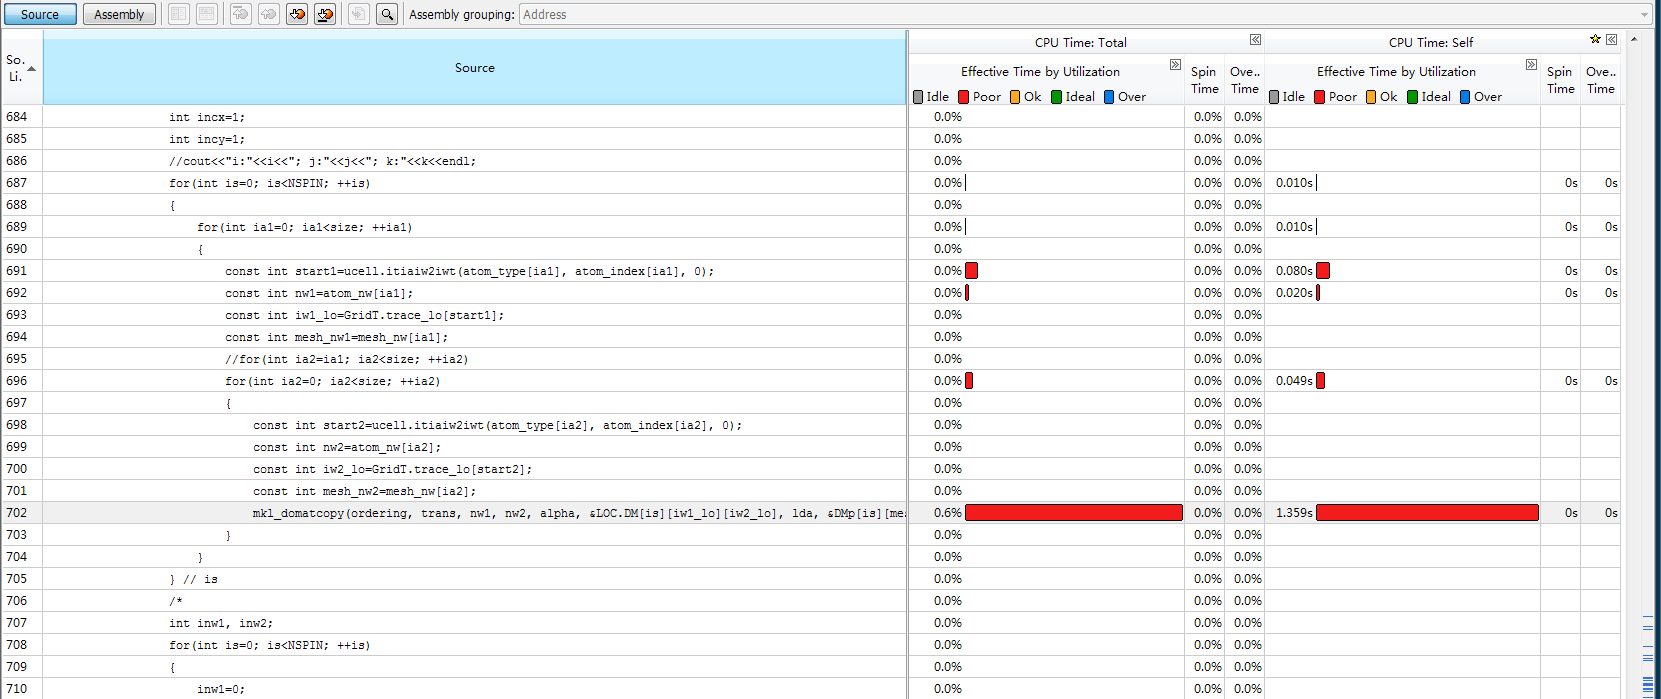 Source Assembly Assembly grouping: Address
So. Li. Source CPU Time: Total CPU Time: Self
Effective Time by Utilization Spin Time Ove.. Time Effective Time by Utilization Spin Time Ove.. Time
Idle Poor Ok Ideal Over Idle Poor Ok Ideal Over
684 int incx=1; 0.0% 0.0% 0.0%
685 int incy=1; 0.0% 0.0% 0.0%
686 //cout<<"i:"<<i<<"; j:"<<j<<"; k:"<<k<<endl; 0.0% 0.0% 0.0%
687 for(int is=0; is<NSPIN; ++is) 0.0% 0.0% 0.0% 0.010s 0s 0s
688 { 0.0% 0.0% 0.0%
689 for(int ia1=0; ia1<size; ++ia1) 0.0% 0.0% 0.0% 0.010s 0s 0s
690 { 0.0% 0.0% 0.0%
691 const int start1=ucell.itiaiw2iwt(atom_type[ia1], atom_index[ia1], 0); 0.0% 0.0% 0.0% 0.080s 0s 0s
692 const int nw1=atom_nw[ia1]; 0.0% 0.0% 0.0% 0.020s 0s 0s
693 const int iw1_lo=GridT.trace_lo[start1]; 0.0% 0.0% 0.0%
694 const int mesh_nw1=mesh_nw[ia1]; 0.0% 0.0% 0.0%
695 //for(int ia2=ia1; ia2<size; ++ia2) 0.0% 0.0% 0.0%
696 for(int ia2=0; ia2<size; ++ia2) 0.0% 0.0% 0.0% 0.049s 0s 0s
697 { 0.0% 0.0% 0.0%
698 const int start2=ucell.itiaiw2iwt(atom_type[ia2], atom_index[ia2], 0); 0.0% 0.0% 0.0%
699 const int nw2=atom_nw[ia2]; 0.0% 0.0% 0.0%
700 const int iw2_lo=GridT.trace_lo[start2]; 0.0% 0.0% 0.0%
701 const int mesh_nw2=mesh_nw[ia2]; 0.0% 0.0% 0.0%
702 mkl_domatcopy(ordering, trans, nw1, nw2, alpha, &LOC.DM[is][iw1_lo][iw2_lo], lda, &DMp[is][me 0.6% 0.0% 0.0% 1.359s 0s 0s
703 } 0.0% 0.0% 0.0%
704 } 0.0% 0.0% 0.0%
705 } // is 0.0% 0.0% 0.0%
706 /* 0.0% 0.0% 0.0%
707 int inw1, inw2; 0.0% 0.0% 0.0%
708 for(int is=0; is<NSPIN; ++is) 0.0% 0.0% 0.0%
709 { 0.0% 0.0% 0.0%
710 inw1=0; 0.0% 0.0% 0.0%